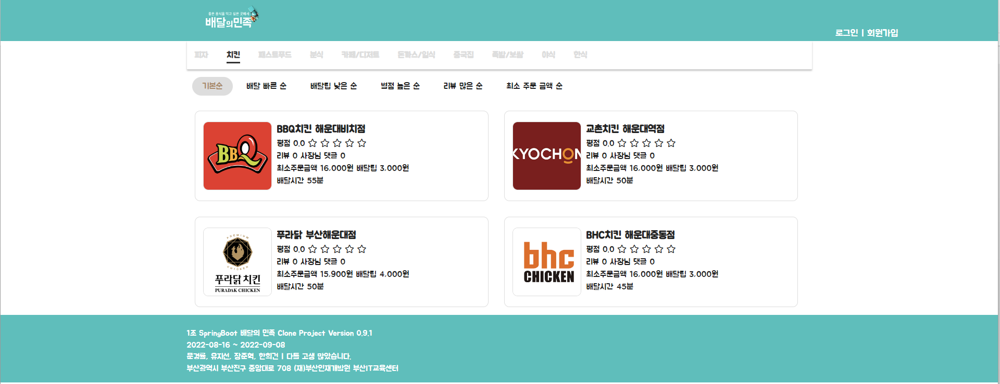 좋은 음식을 먹고 싶은 곳에서
배달의민족
로그인 | 회원가입
피자 치킨 패스트푸드 분식 카페/디저트 돈까스/일식 중국집 족발/보쌈 야식 한식
기본순 배달 빠른 순 배달팁 낮은 순 별점 높은 순 리뷰 많은 순 최소 주문 금액 순
BBQ
BBQ치킨 해운대비치점
평점 0.0 ☆ ☆ ☆ ☆ ☆
리뷰 0 사장님 댓글 0
최소주문금액 16,000원 배달팁 3,000원
배달시간 55분
KYOCHON
교촌치킨 해운대역점
평점 0.0 ☆ ☆ ☆ ☆ ☆
리뷰 0 사장님 댓글 0
최소주문금액 16,000원 배달팁 3,000원
배달시간 50분
PREMIUM
CHICKEN
푸라닭 치킨
PURADAK CHICKEN
푸라닭 부산해운대점
평점 0.0 ☆ ☆ ☆ ☆ ☆
리뷰 0 사장님 댓글 0
최소주문금액 15,900원 배달팁 4,000원
배달시간 50분
bhc
CHICKEN
BHC치킨 해운대중동점
평점 0.0 ☆ ☆ ☆ ☆ ☆
리뷰 0 사장님 댓글 0
최소주문금액 16,000원 배달팁 3,000원
배달시간 45분
1조 SpringBoot 배달의 민족 Clone Project Version 0.9.1
2022-08-16 ~ 2022-09-08
문경률, 유지선, 장준혁, 한희건 | 다들 고생 많았습니다.
부산광역시 부산진구 중앙대로 708 (재)부산인재개발원 부산IT교육센터